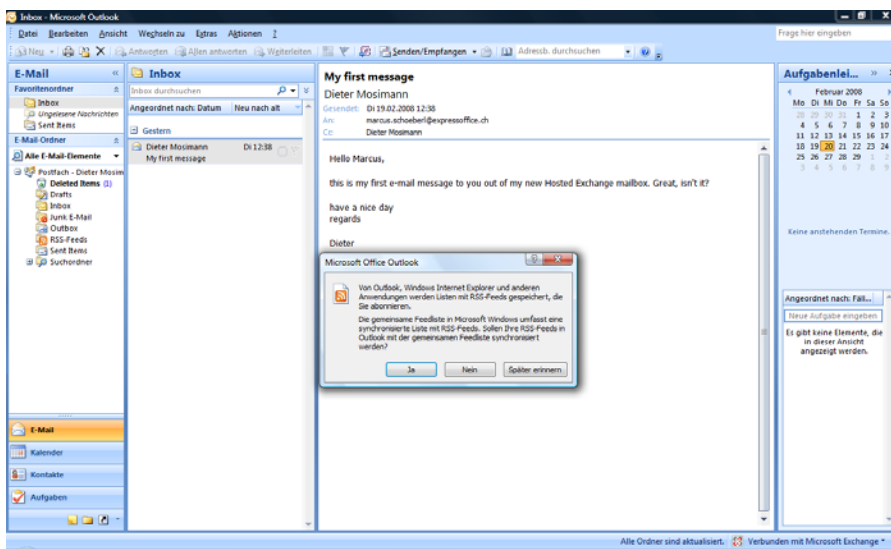 Inbox - Microsoft Outlook
Datei Bearbeiten Ansicht Wechseln zu Extras Aktionen ?
Frage hier eingeben
Neu Antworten Allen antworten Weiterleiten Senden/Empfangen Adressb. durchsuchen
E-Mail «
Favoritenordner
Inbox
Ungelesene Nachrichten
Sent Items
E-Mail-Ordner
Alle E-Mail-Elemente
Postfach - Dieter Mosim
Deleted Items (1)
Drafts
Inbox
Junk E-Mail
Outbox
RSS-Feeds
Sent Items
Suchordner
E-Mail
Kalender
Kontakte
Aufgaben
Inbox
Inbox durchsuchen
Angeordnet nach: Datum Neu nach alt
Gestern
Dieter Mosimann Di 12:38
My first message
My first message
Dieter Mosimann
Gesendet: Di 19.02.2008 12:38
An: marcus.schoeberl@expressoffice.ch
Cc: Dieter Mosimann
Hello Marcus,
this is my first e-mail message to you out of my new Hosted Exchange mailbox. Great, isn't it?
have a nice day
regards
Dieter
Microsoft Office Outlook
Von Outlook, Windows Internet Explorer und anderen
Anwendungen werden Listen mit RSS-Feeds gespeichert, die
Sie abonnieren.
Die gemeinsame Feedliste in Microsoft Windows umfasst eine
synchronisierte Liste mit RSS-Feeds. Sollen Ihre RSS-Feeds in
Outlook mit der gemeinsamen Feedliste synchronisiert
werden?
Ja Nein Später erinnern
Aufgabenlei... »
Februar 2008
Mo Di Mi Do Fr Sa So
28 29 30 31 1 2 3
4 5 6 7 8 9 10
11 12 13 14 15 16 17
18 19 20 21 22 23 24
25 26 27 28 29 1 2
3 4 5 6 7 8 9
Keine anstehenden Termine.
Angeordnet nach: Fäll...
Neue Aufgabe eingeben
Es gibt keine Elemente, die
in dieser Ansicht
angezeigt werden.
Alle Ordner sind aktualisiert. Verbunden mit Microsoft Exchange